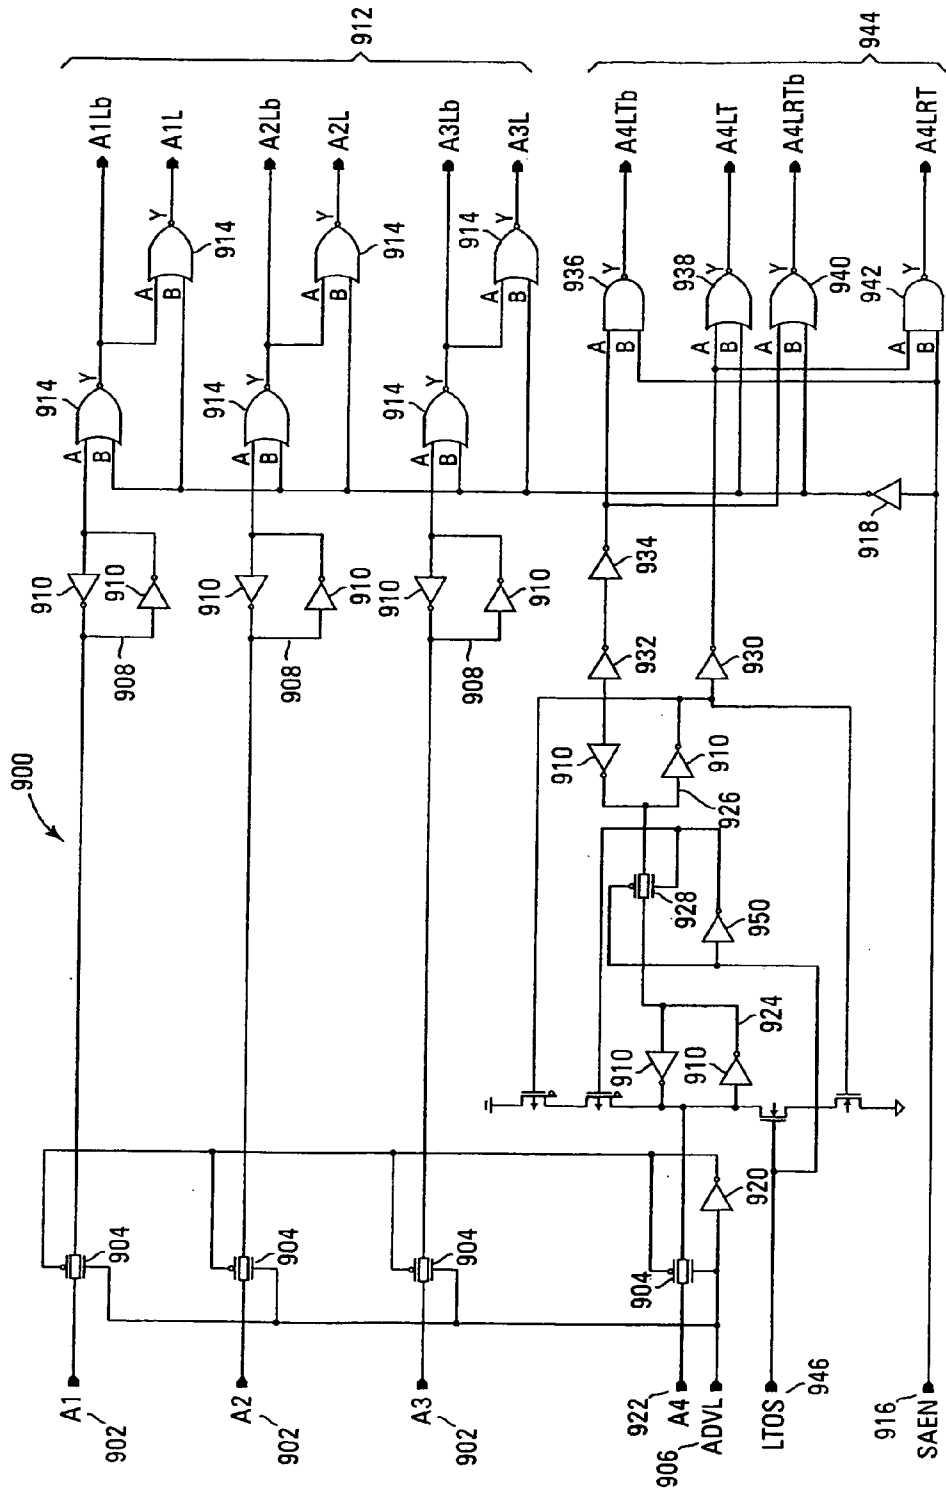 900
A1
902
904
910
910
908
A
B
914
Y
A
B
914
Y
A1Lb
A1L
A2
902
904
910
910
908
A
B
914
Y
A
B
914
Y
A2Lb
A2L
A3
902
904
910
910
908
A
B
914
Y
A
B
914
Y
A3Lb
A3L
912
922
A4
904
906
ADVL
920
LTOS
946
916
SAEN
910
910
924
928
950
910
910
926
932
934
930
918
A
B
936
Y
A4LTb
A
B
938
Y
A4LT
A
B
940
Y
A4LRTb
A
B
942
Y
A4LRT
944